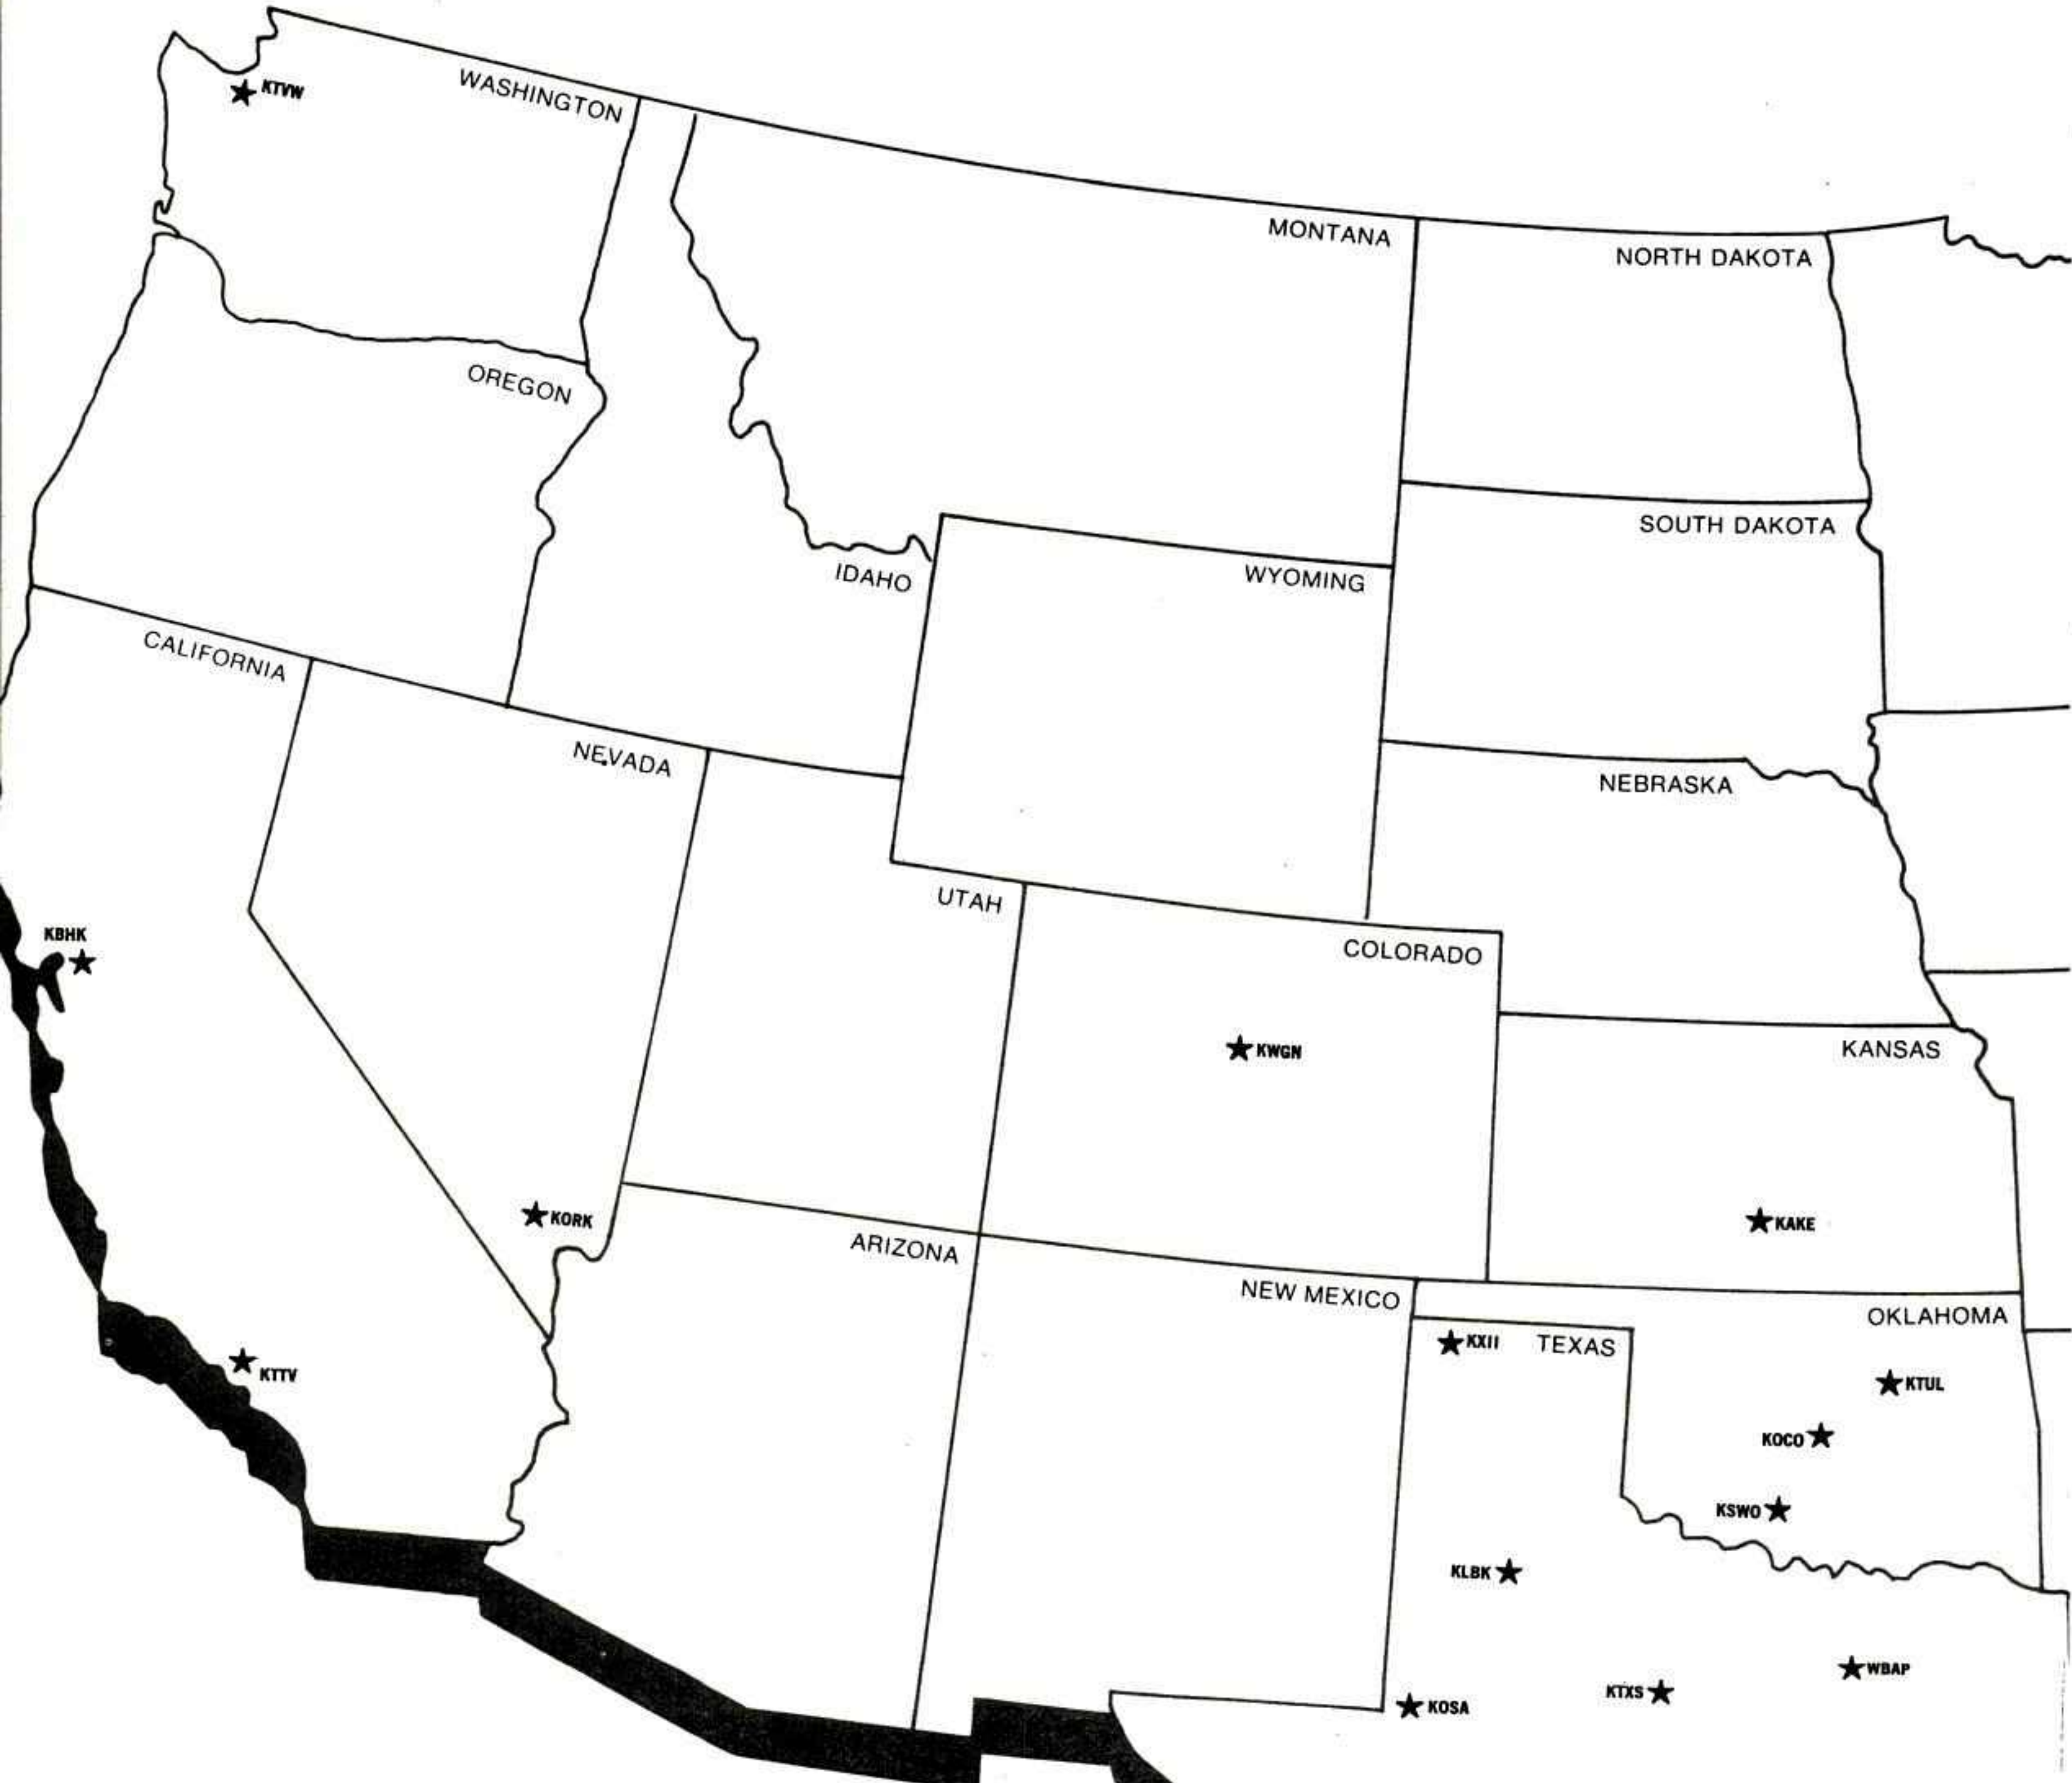 KTVW
WASHINGTON
MONTANA
NORTH DAKOTA
OREGON
SOUTH DAKOTA
IDAHO
WYOMING
CALIFORNIA
NEVADA
NEBRASKA
UTAH
KBHK
COLORADO
KWGN
KANSAS
KORK
KAKE
ARIZONA
NEW MEXICO
OKLAHOMA
KXII
TEXAS
KTTV
KTUL
KOCO
KSWO
KLBK
WBAP
KTXS
KOSA